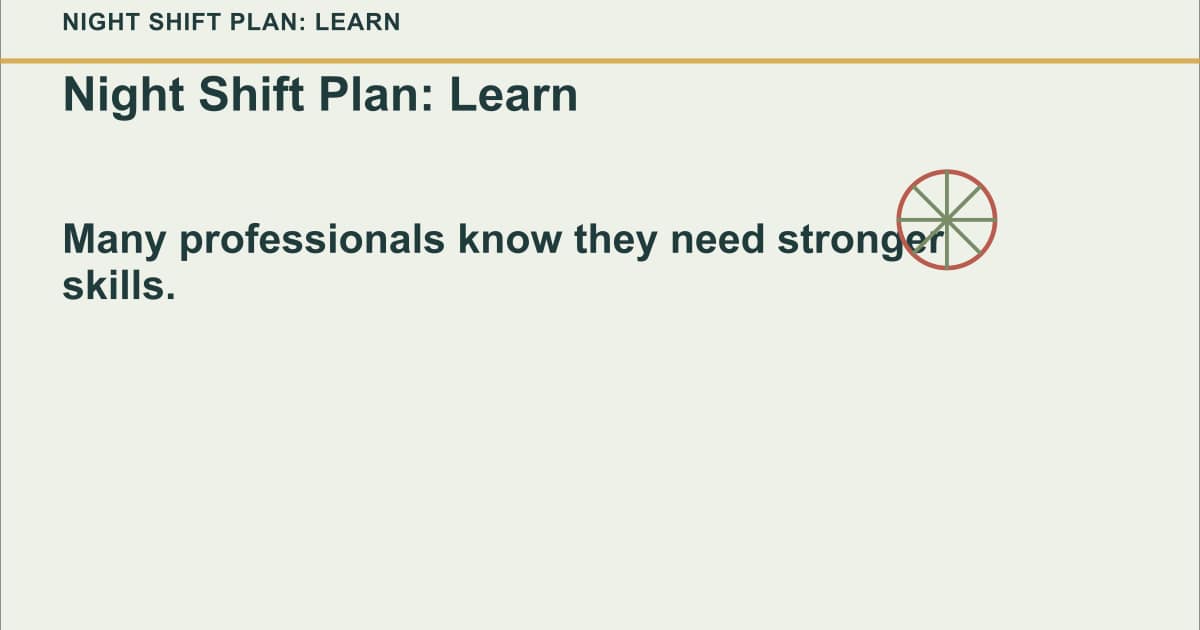 NIGHT SHIFT PLAN: LEARN
Night Shift Plan: Learn
Many professionals know they need stronger
skills.